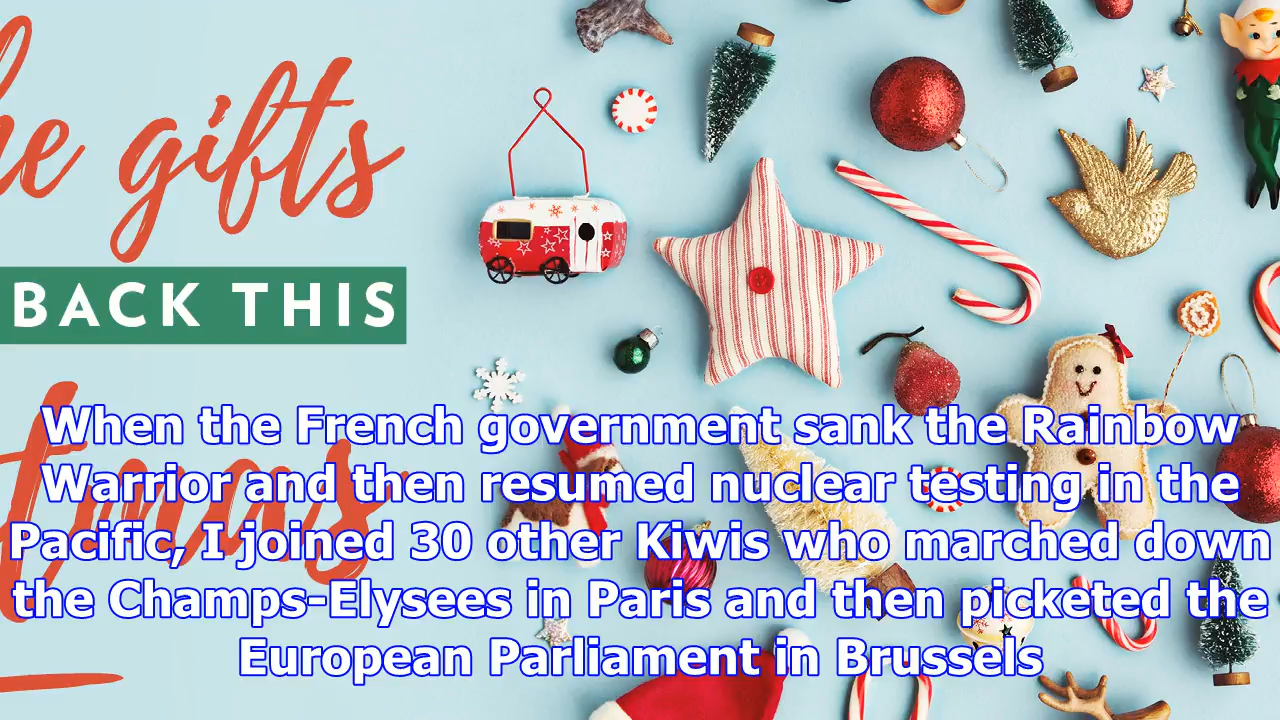 he gifts
BACK THIS
tmas
When the French government sank the Rainbow
Warrior and then resumed nuclear testing in the
Pacific, I joined 30 other Kiwis who marched down
the Champs-Elysees in Paris and then picketed the
European Parliament in Brussels